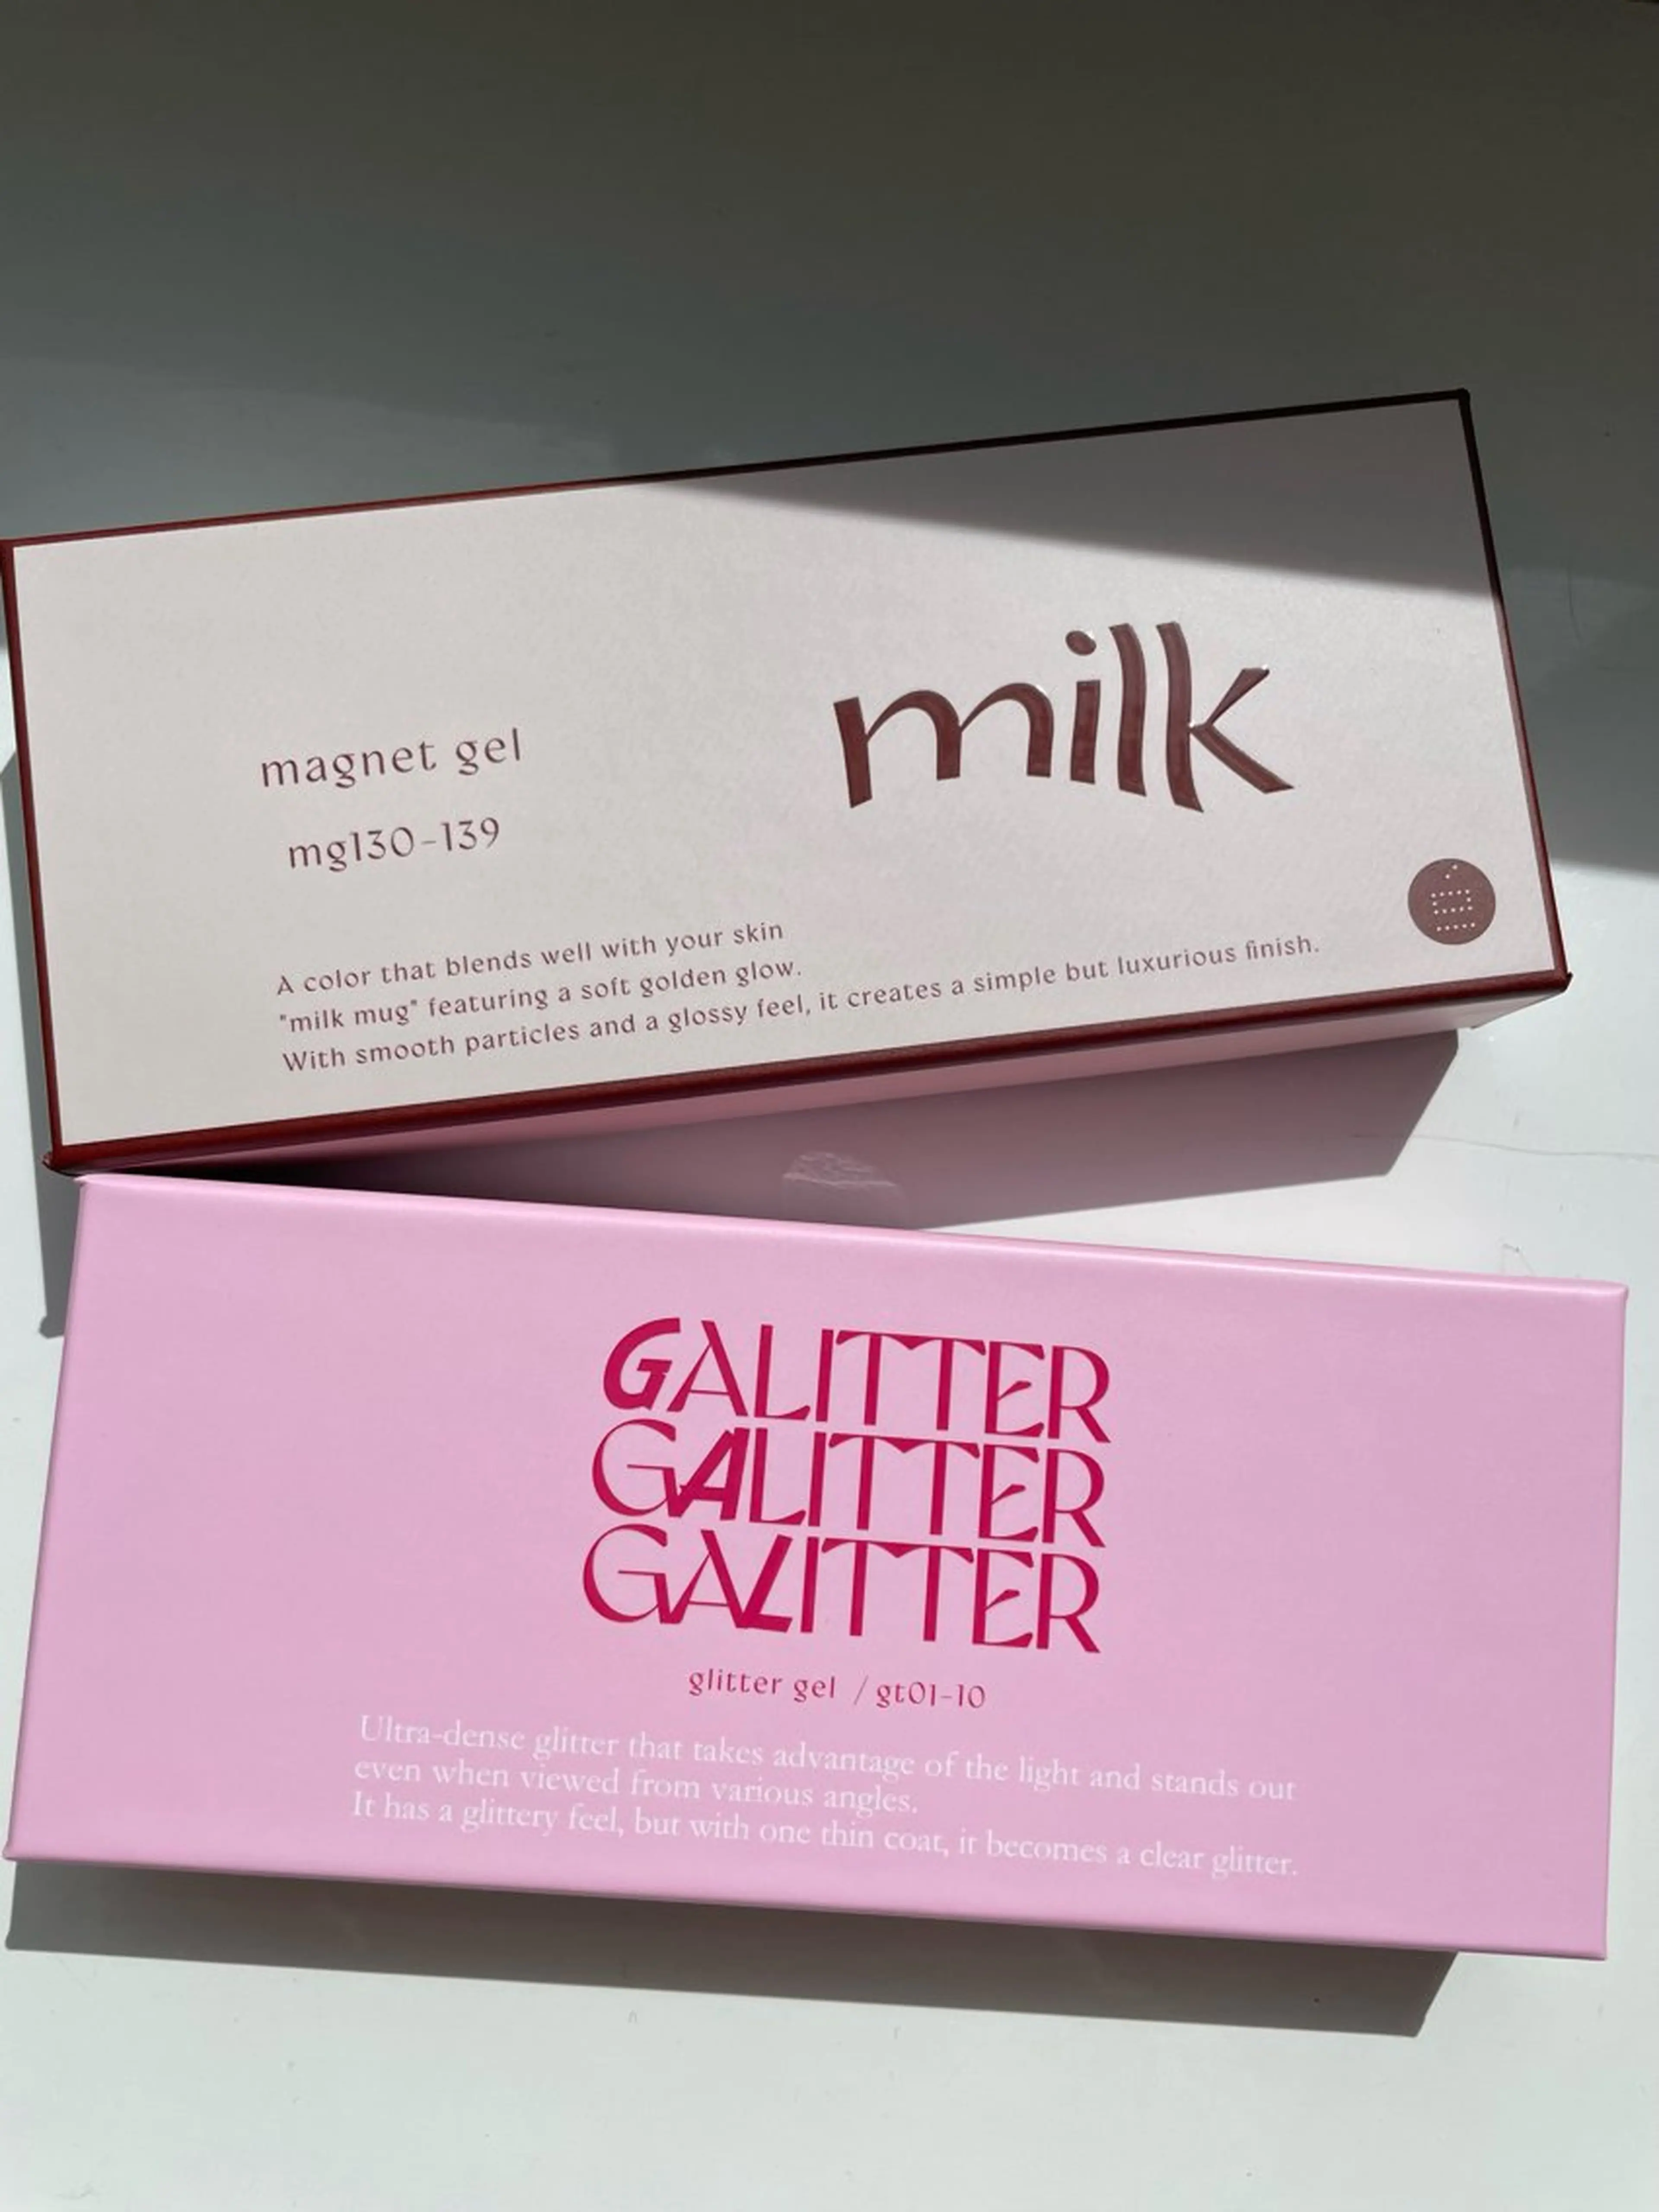 milk
magnet gel
mg130-139
A color that blends well with your skin
"milk mug" featuring a soft golden glow.
With smooth particles and a glossy feel, it creates a simple but luxurious finish.
GALITTER
GALITTER
GALITTER
glitter gel / gt01-10
Ultra-dense glitter that takes advantage of the light and stands out
even when viewed from various angles.
It has a glittery feel, but with one thin coat, it becomes a clear glitter.